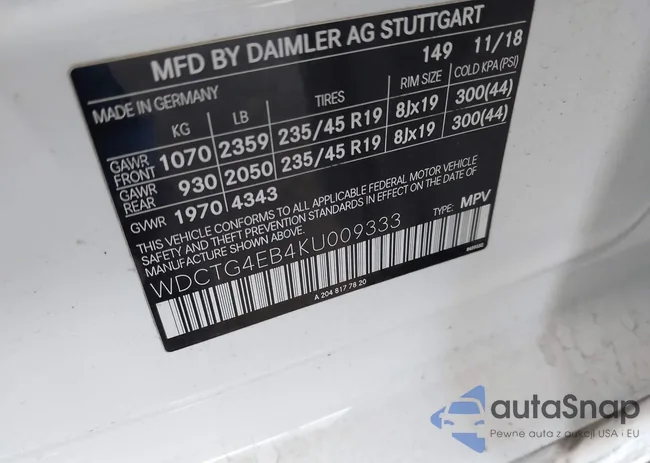 MFD BY DAIMLER AG STUTTGART
149 11/18
MADE IN GERMANY
KG LB TIRES RIM SIZE COLD KPA (PSI)
GAWR FRONT 1070 2359 235/45 R19 8Jx19 300(44)
GAWR REAR 930 2050 235/45 R19 8Jx19 300(44)
GVWR 1970 4343
THIS VEHICLE CONFORMS TO ALL APPLICABLE FEDERAL MOTOR VEHICLE
SAFETY AND THEFT PREVENTION STANDARDS IN EFFECT ON THE DATE OF
MANUFACTURE SHOWN ABOVE.
WDCTG4EB4KU009333 TYPE: MPV
A 204 817 78 20
autaSnap
Pewne auta z aukcji USA i EU